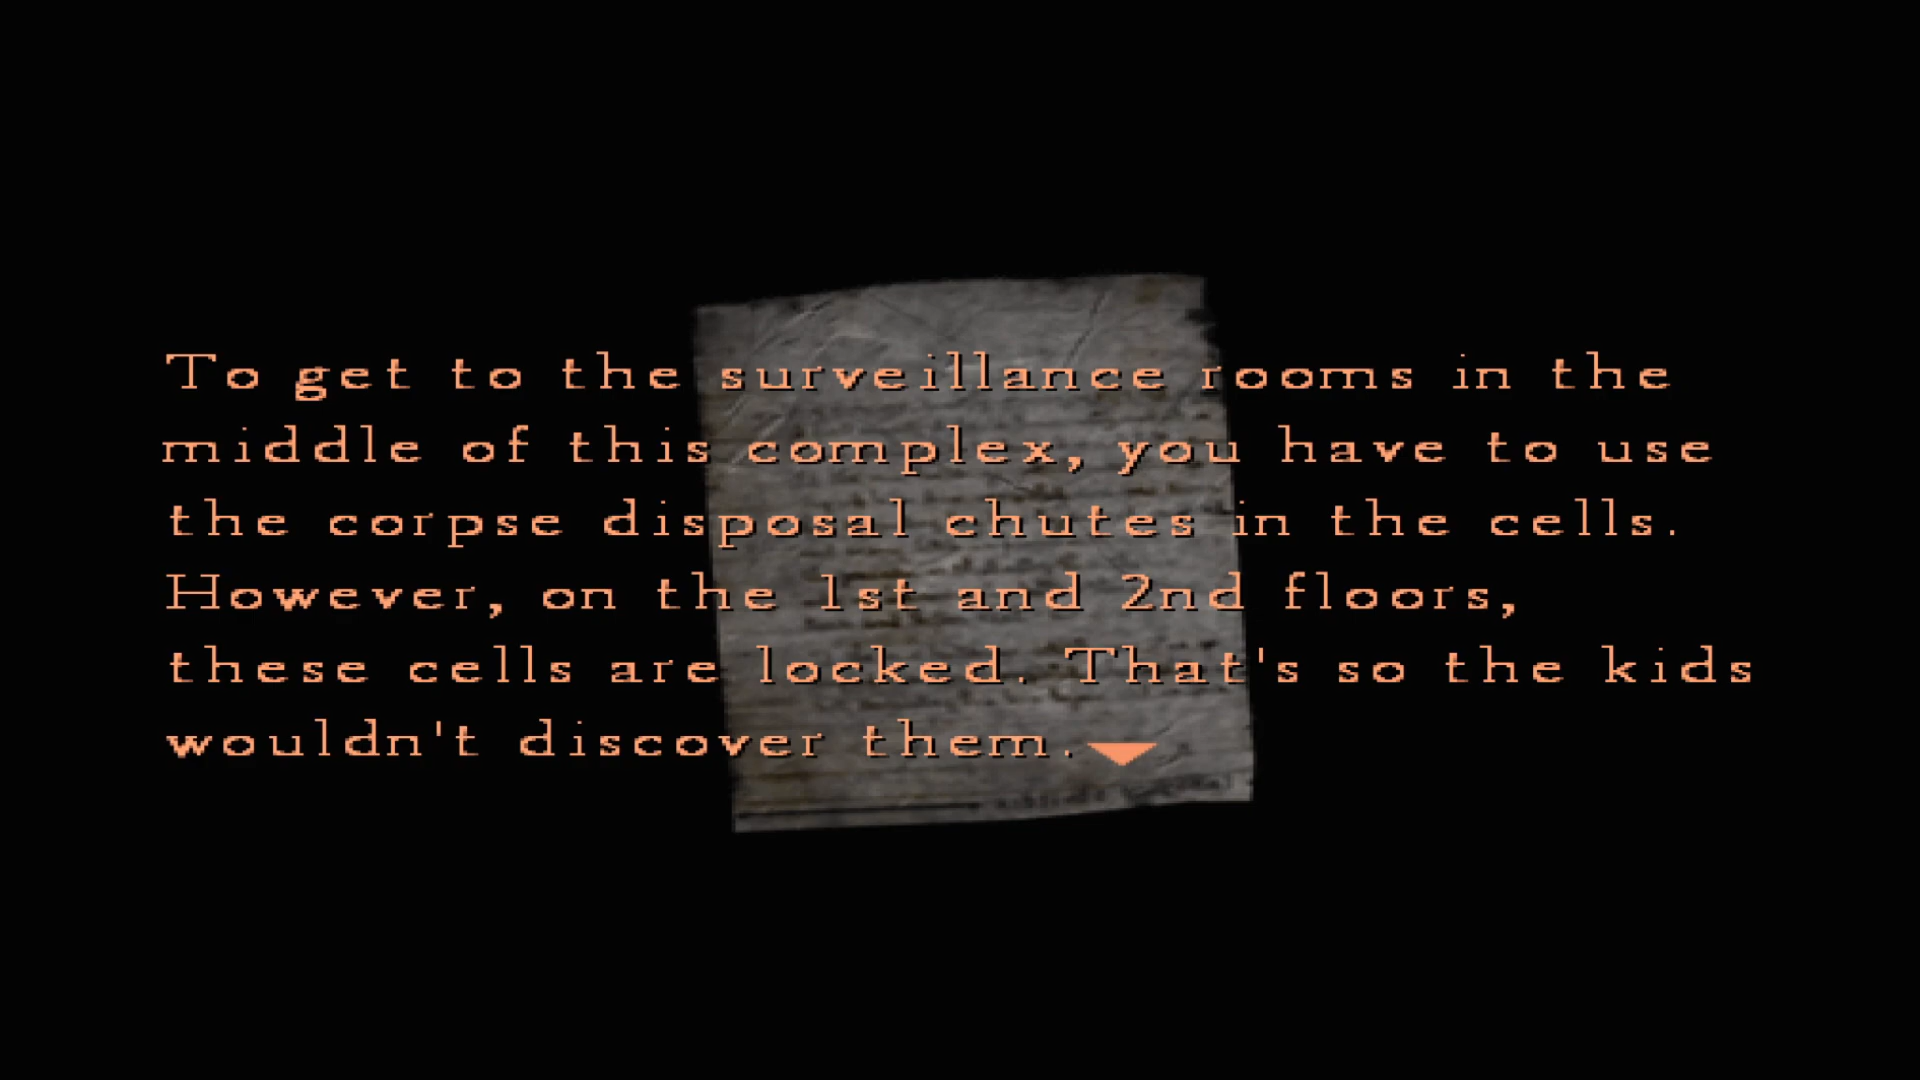 To get to the surveillance rooms in the
middle of this complex, you have to use
the corpse disposal chutes in the cells.
However, on the 1st and 2nd floors,
these cells are locked. That's so the kids
wouldn't discover them.